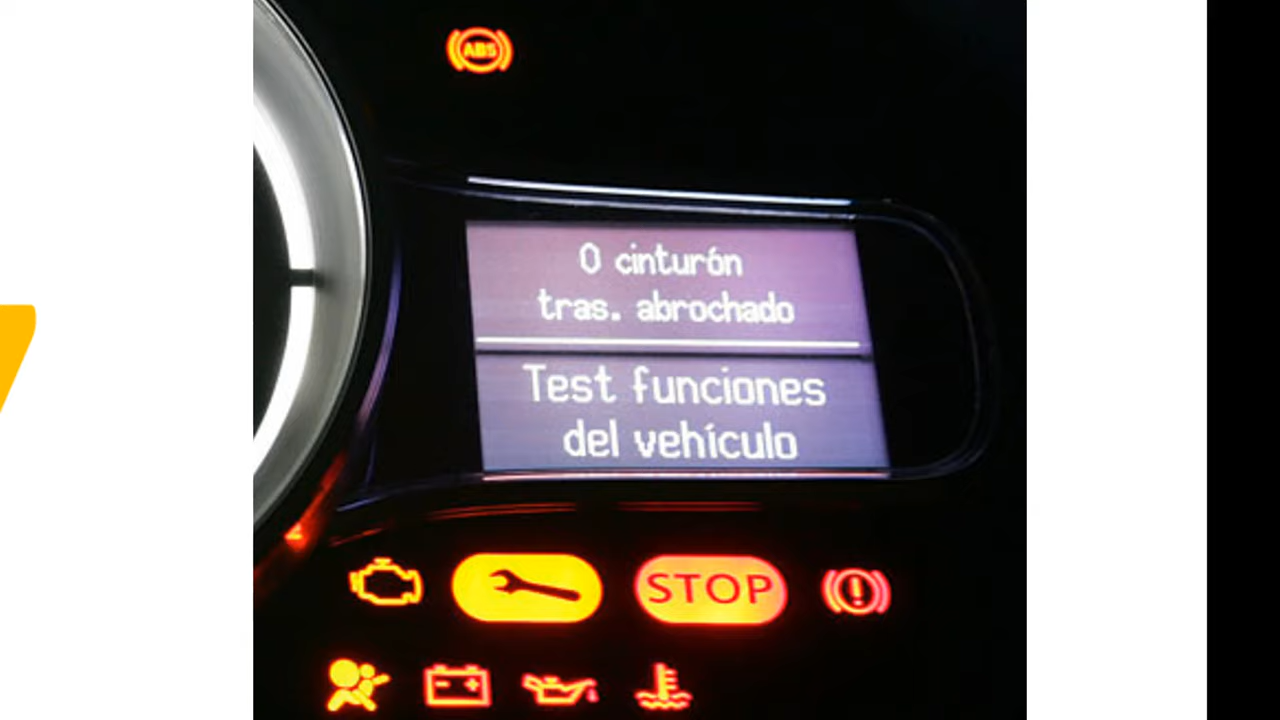 ABS
0 cinturón
tras. abrochado
Test funciones
del vehículo
STOP